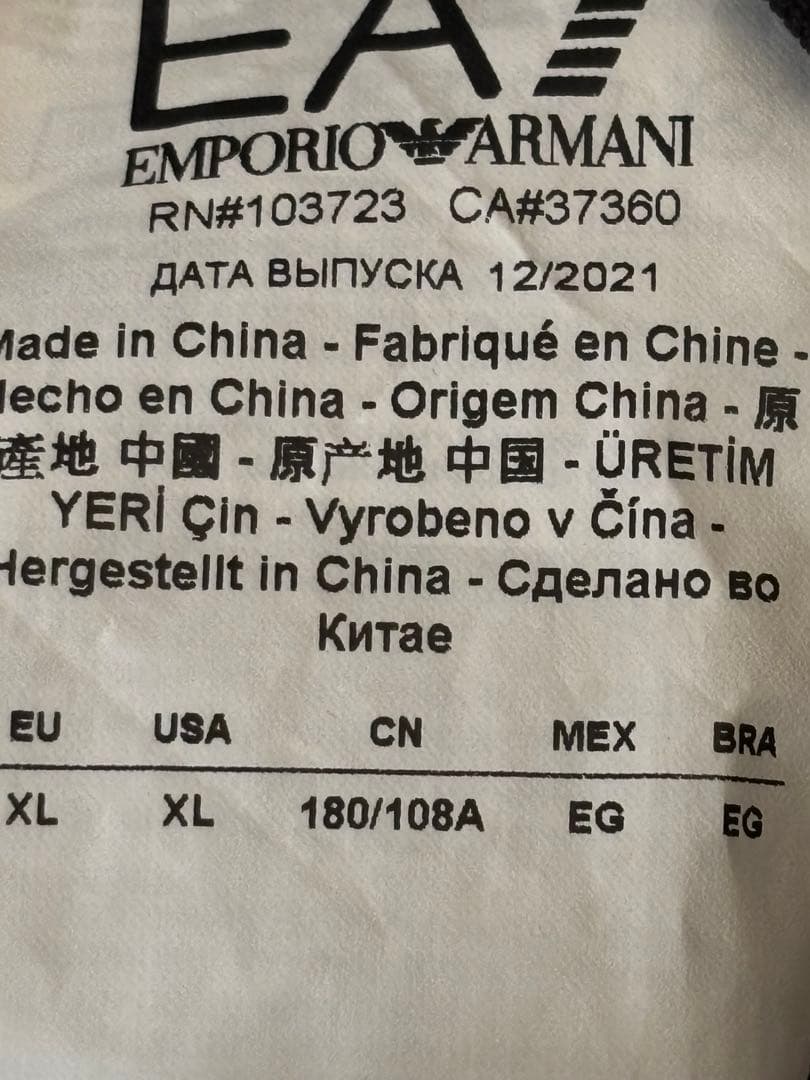 EA7
EMPORIO ARMANI
RN#103723 CA#37360
ДАТА ВЫПУСКА 12/2021
Made in China - Fabriqué en Chine -
Hecho en China - Origem China - 原
產地 中國 - 原产地 中国 - ÜRETİM
YERİ Çin - Vyrobeno v Čína -
Hergestellt in China - Сделано во
Китае
EU USA CN MEX BRA
XL XL 180/108A EG EG